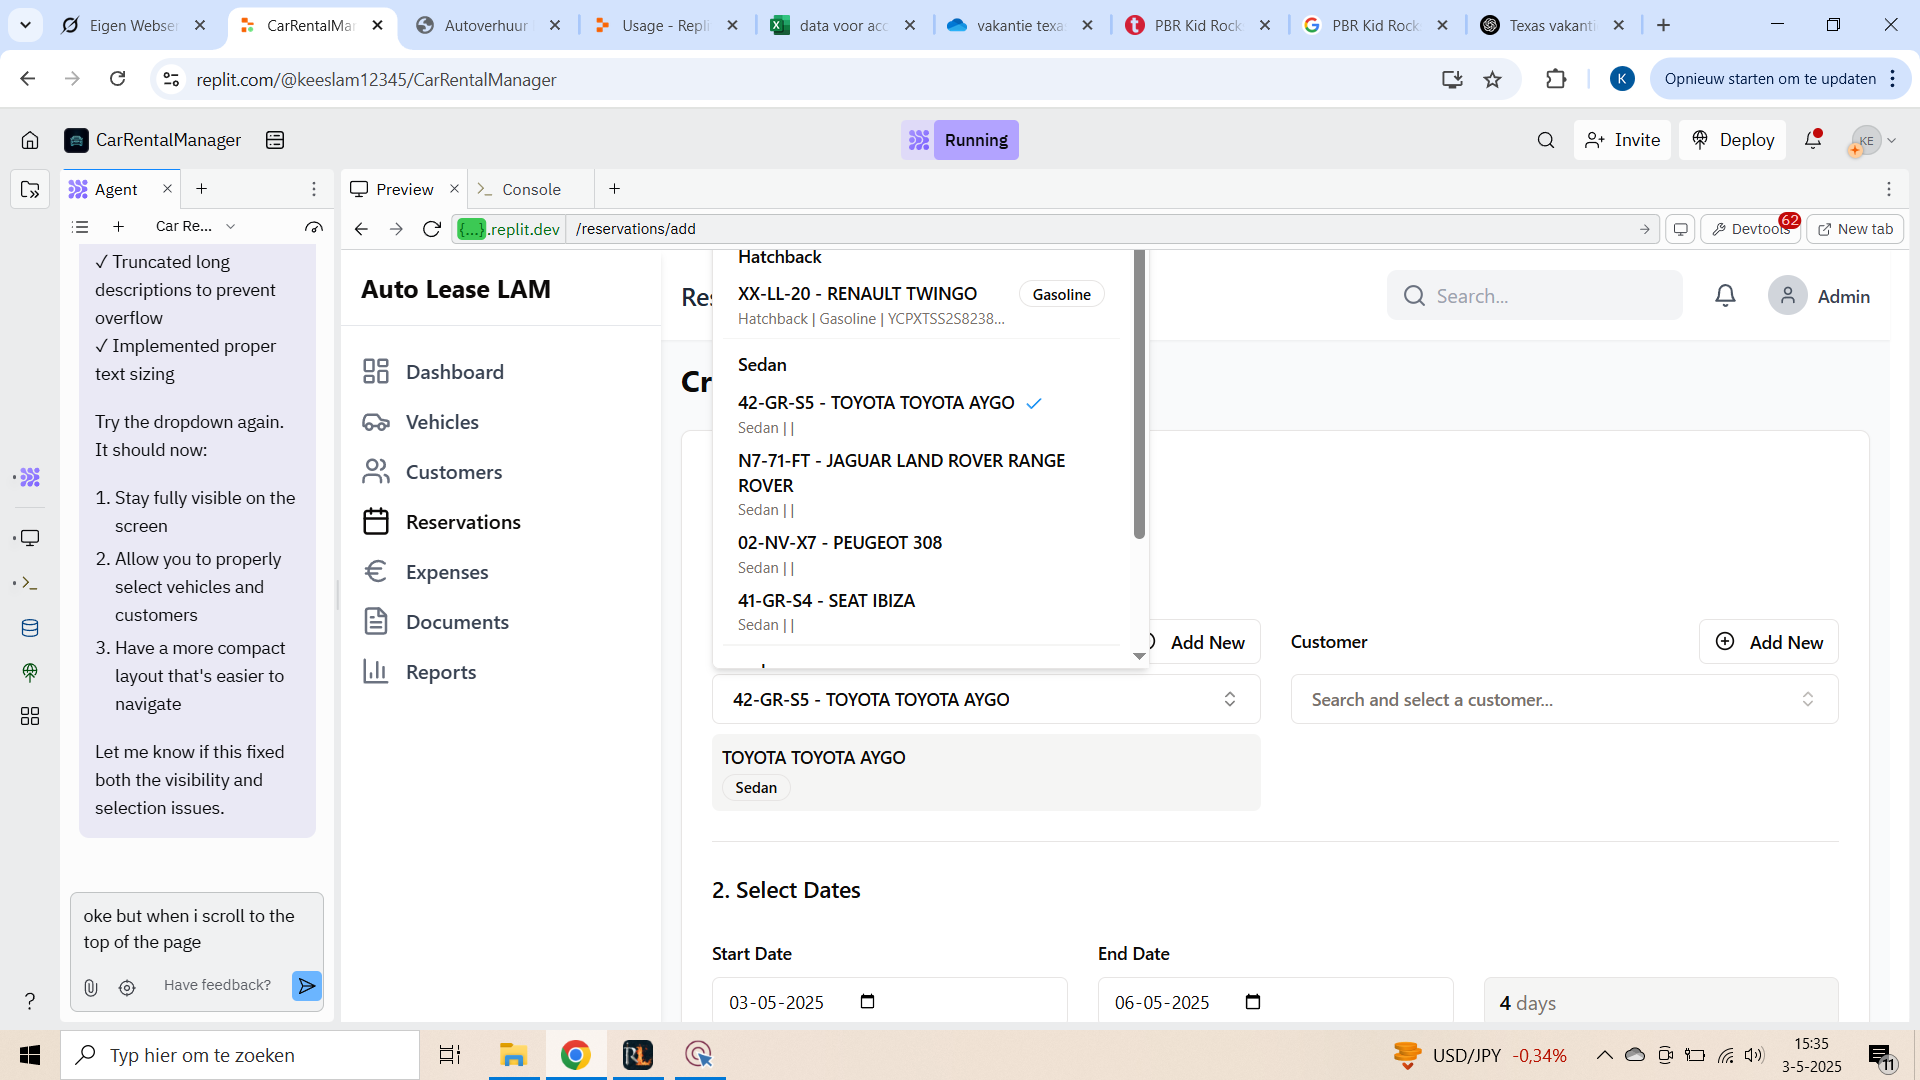 Eigen Webser
CarRentalMar
Autoverhuur
Usage - Repli
data voor acc
vakantie texa
PBR Kid Rock
PBR Kid Rock
Texas vakanti
replit.com/@keeslam12345/CarRentalManager
K
Opnieuw starten om te updaten
CarRentalManager
Running
Invite
Deploy
KE
Agent
Preview
Console
Car Re...
{...}.replit.dev
/reservations/add
62
Devtools
New tab
✓ Truncated long
descriptions to prevent
overflow
✓ Implemented proper
text sizing
Try the dropdown again.
It should now:
1. Stay fully visible on the
screen
2. Allow you to properly
select vehicles and
customers
3. Have a more compact
layout that's easier to
navigate
Let me know if this fixed
both the visibility and
selection issues.
oke but when i scroll to the
top of the page
Have feedback?
?
Auto Lease LAM
Dashboard
Vehicles
Customers
Reservations
Expenses
Documents
Reports
Res
Search...
Admin
Cr
Hatchback
XX-LL-20 - RENAULT TWINGO
Gasoline
Hatchback | Gasoline | YCPXTSS2S8238...
Sedan
42-GR-S5 - TOYOTA TOYOTA AYGO
Sedan | |
N7-71-FT - JAGUAR LAND ROVER RANGE
ROVER
Sedan | |
02-NV-X7 - PEUGEOT 308
Sedan | |
41-GR-S4 - SEAT IBIZA
Sedan | |
Add New
Customer
Add New
42-GR-S5 - TOYOTA TOYOTA AYGO
Search and select a customer...
TOYOTA TOYOTA AYGO
Sedan
2. Select Dates
Start Date
End Date
03-05-2025
06-05-2025
4 days
Typ hier om te zoeken
USD/JPY -0,34%
15:35
3-5-2025
11